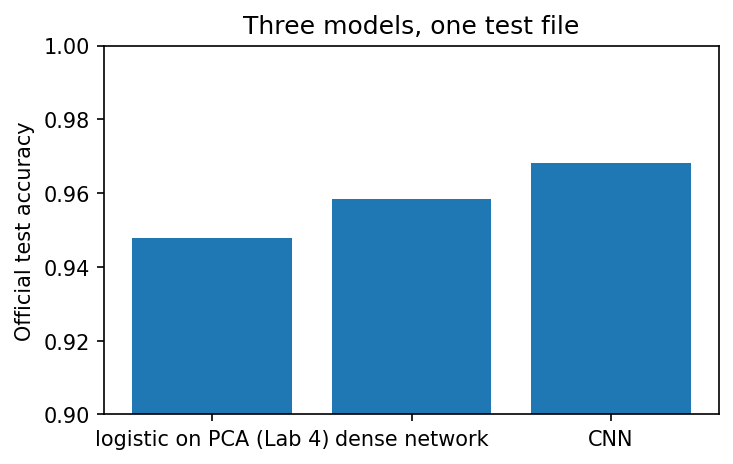 Three models, one test file
Official test accuracy
1.00
0.98
0.96
0.94
0.92
0.90
logistic on PCA (Lab 4)
dense network
CNN